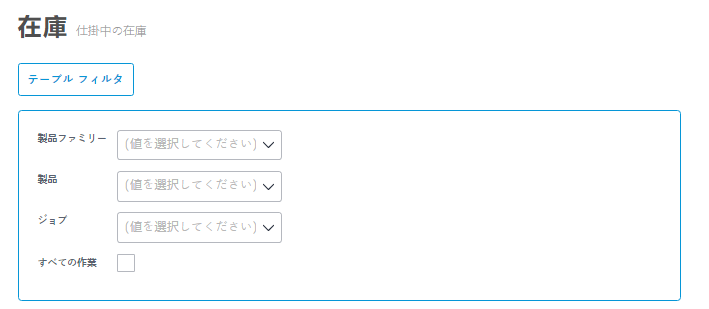 在庫 仕掛中の在庫
テーブル フィルタ
製品ファミリー (値を選択してください)
製品 (値を選択してください)
ジョブ (値を選択してください)
すべての作業